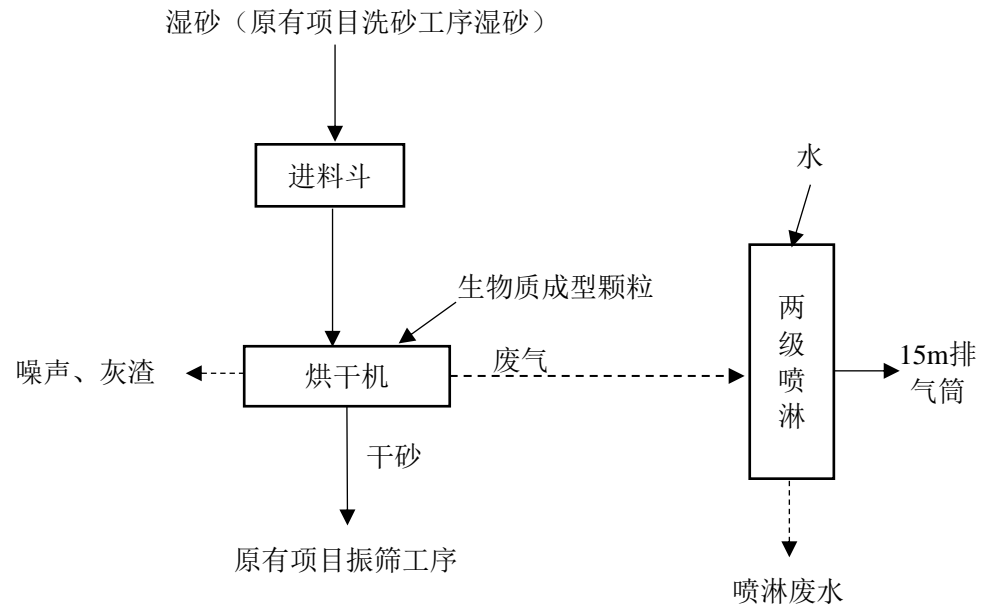 湿砂（原有项目洗砂工序湿砂）
进料斗
水
生物质成型颗粒
两
级
喷
淋
噪声、灰渣
烘干机
废气
15m排
气筒
干砂
原有项目振筛工序
喷淋废水